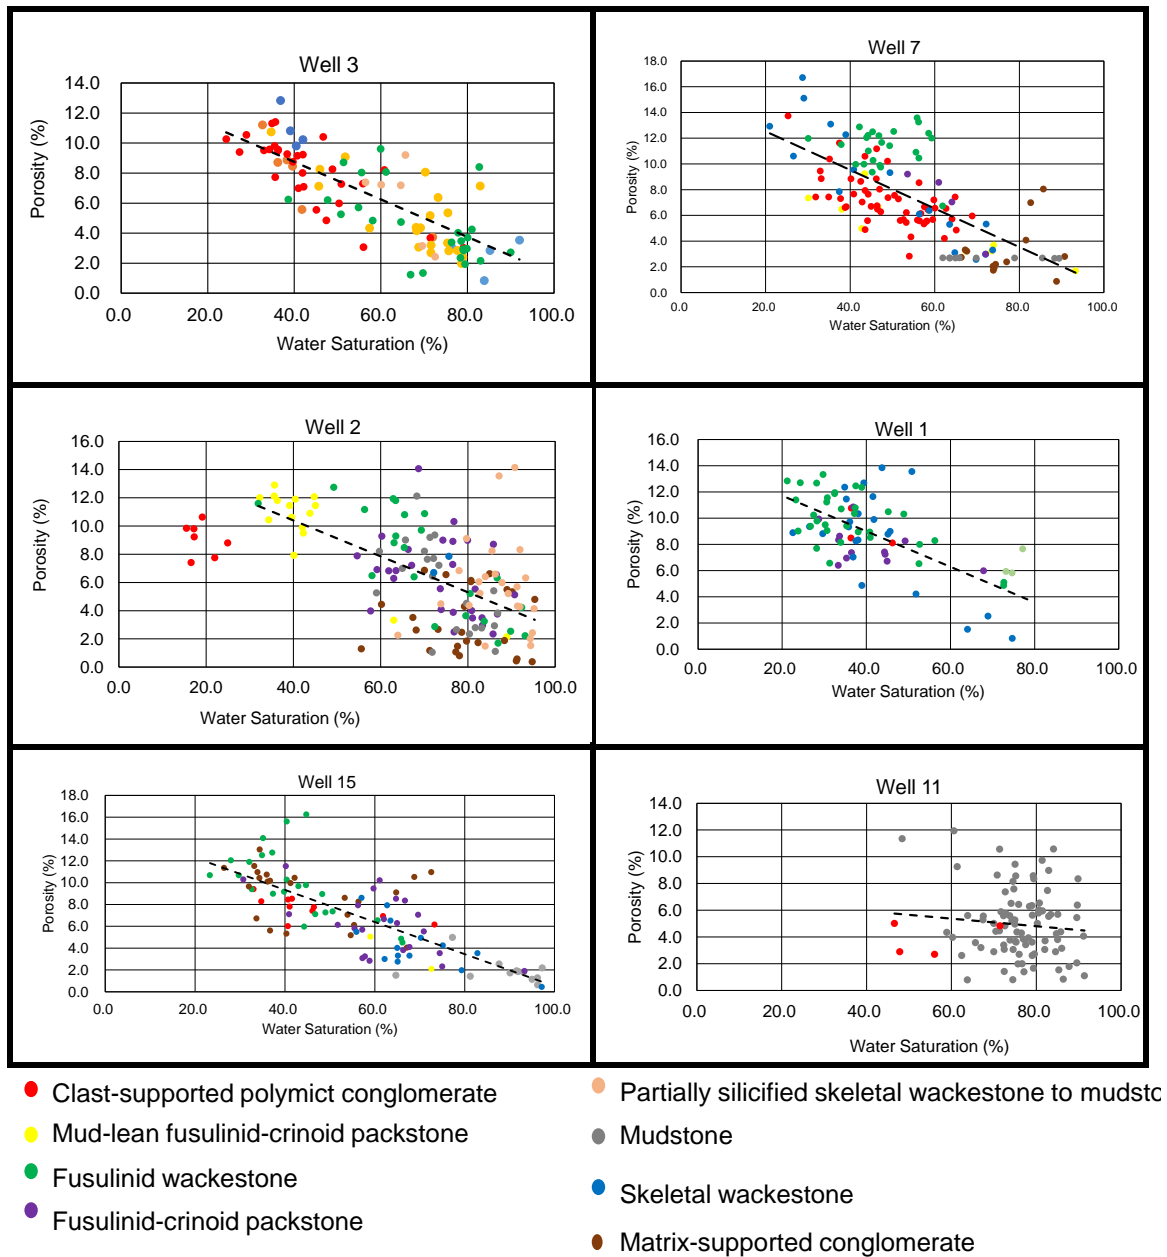 Well 3
14.0
12.0
10.0
8.0
6.0
4.0
2.0
0.0
Porosity (%)
0.0 20.0 40.0 60.0 80.0 100.0
Water Saturation (%)
Well 7
18.0
16.0
14.0
12.0
10.0
8.0
6.0
4.0
2.0
0.0
Porosity (%)
0.0 20.0 40.0 60.0 80.0 100.0
Water Saturation (%)
Well 2
16.0
14.0
12.0
10.0
8.0
6.0
4.0
2.0
0.0
Porosity (%)
0.0 20.0 40.0 60.0 80.0 100.0
Water Saturation (%)
Well 1
16.0
14.0
12.0
10.0
8.0
6.0
4.0
2.0
0.0
Porosity (%)
0.0 20.0 40.0 60.0 80.0 100.0
Water Saturation (%)
Well 15
18.0
16.0
14.0
12.0
10.0
8.0
6.0
4.0
2.0
0.0
Porosity (%)
0.0 20.0 40.0 60.0 80.0 100.0
Water Saturation (%)
Well 11
14.0
12.0
10.0
8.0
6.0
4.0
2.0
0.0
Porosity (%)
0.0 20.0 40.0 60.0 80.0 100.0
Water Saturation (%)
Clast-supported polymict conglomerate
Mud-lean fusulinid-crinoid packstone
Fusulinid wackestone
Fusulinid-crinoid packstone
Partially silicified skeletal wackestone to mudsto
Mudstone
Skeletal wackestone
Matrix-supported conglomerate